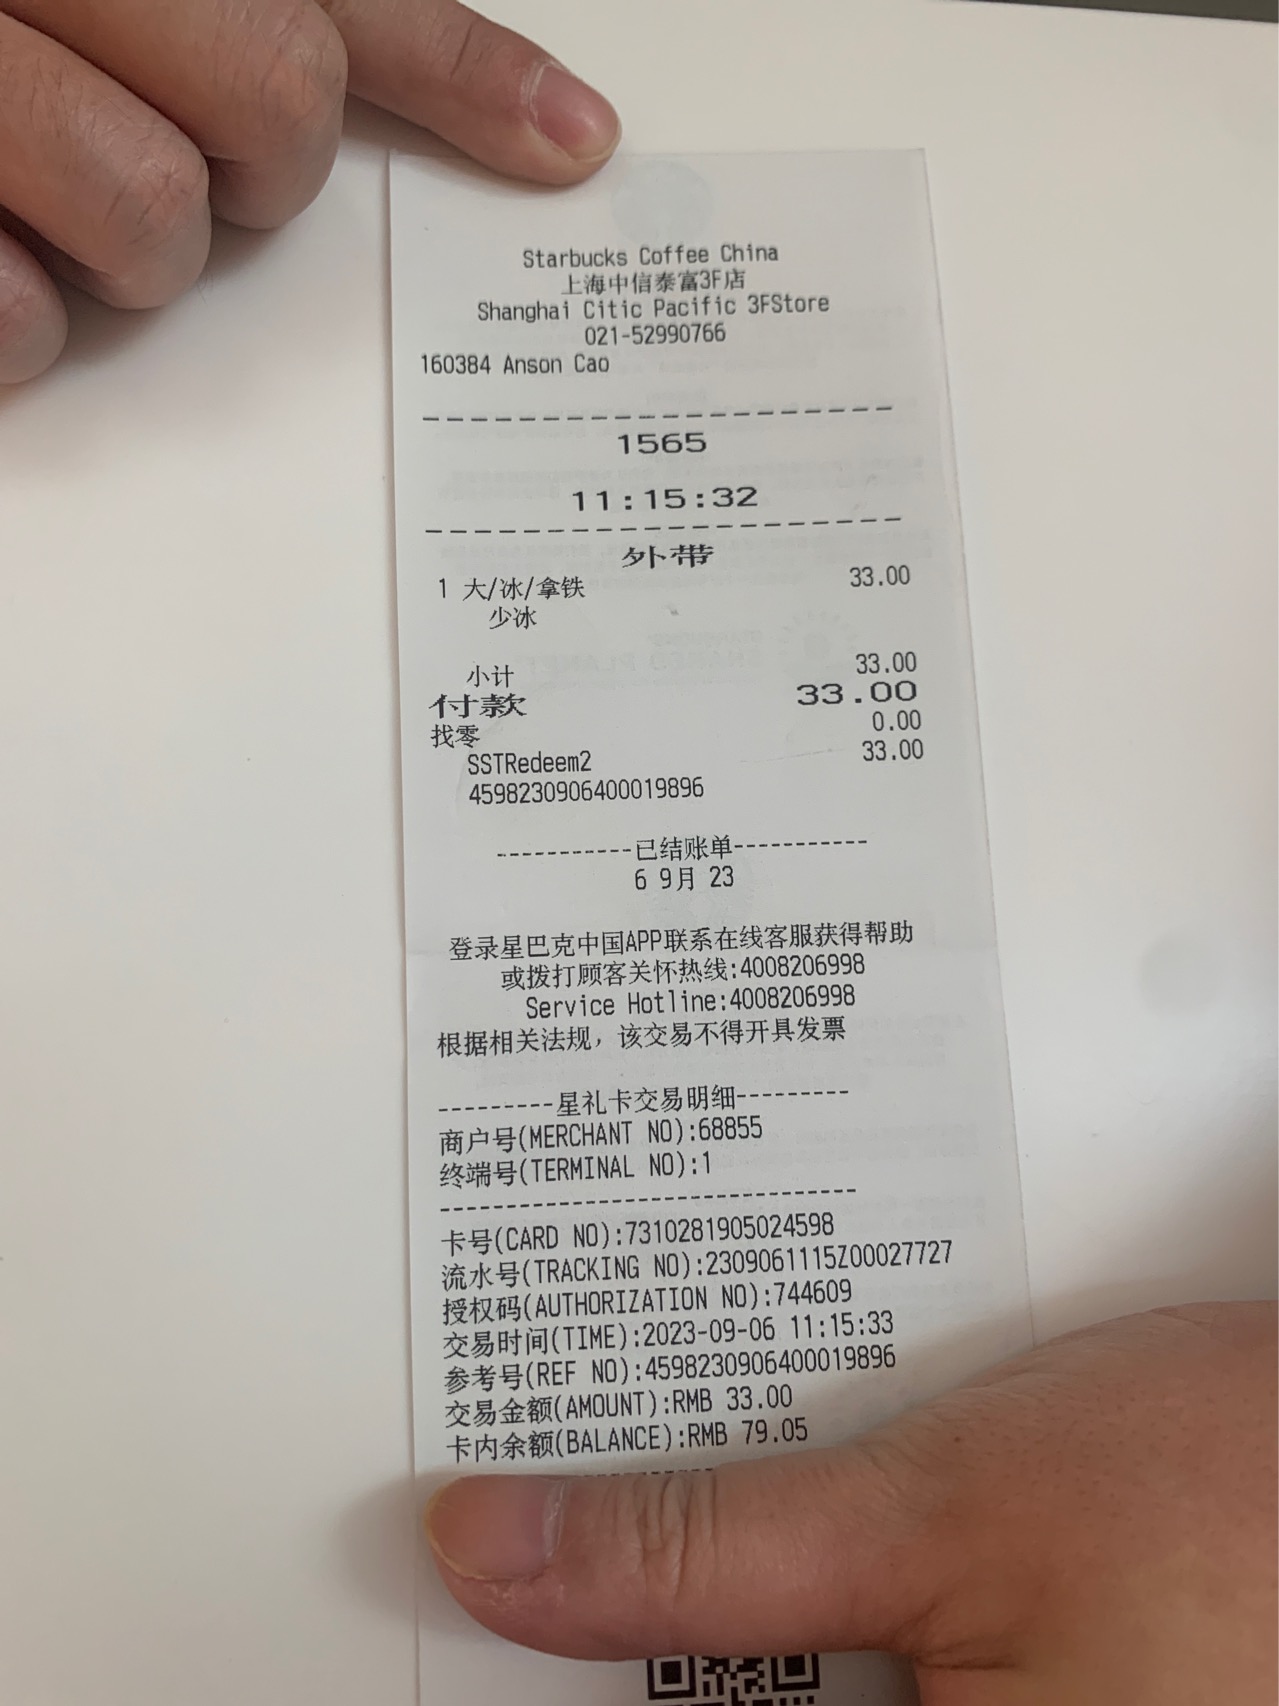 Starbucks Coffee China
上海中信泰富3F店
Shanghai Citic Pacific 3FStore
021-52990766
160384 Anson Cao
--------------------
1565
11:15:32
--------------------
外带
1 大/冰/拿铁 33.00
少冰
小计 33.00
付款 33.00
找零 0.00
SSTRedeem2 33.00
4598230906400019896
-----------已结账单-----------
6 9月 23
登录星巴克中国APP联系在线客服获得帮助
或拨打顾客关怀热线:4008206998
Service Hotline:4008206998
根据相关法规，该交易不得开具发票
---------星礼卡交易明细---------
商户号(MERCHANT NO):68855
终端号(TERMINAL NO):1
-------------------------------
卡号(CARD NO):7310281905024598
流水号(TRACKING NO):2309061115Z00027727
授权码(AUTHORIZATION NO):744609
交易时间(TIME):2023-09-06 11:15:33
参考号(REF NO):4598230906400019896
交易金额(AMOUNT):RMB 33.00
卡内余额(BALANCE):RMB 79.05